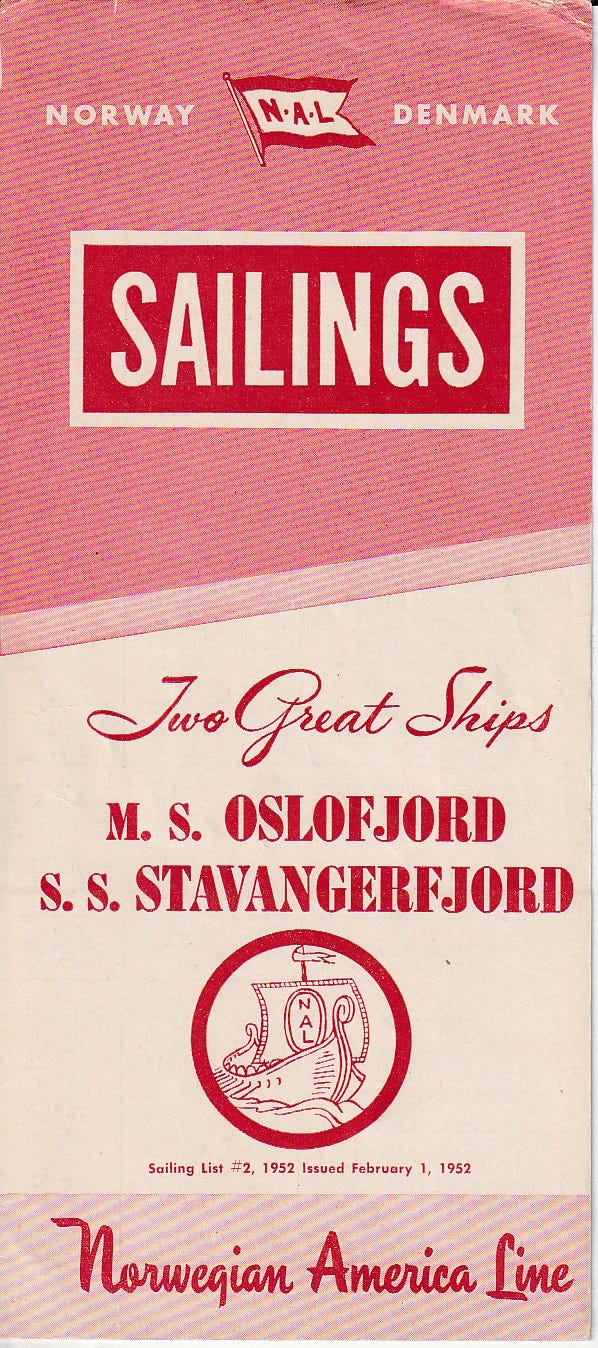 NORWAY N·A·L DENMARK
SAILINGS
Two Great Ships
M. S. OSLOFJORD
S. S. STAVANGERFJORD
N
A
L
Sailing List #2, 1952 Issued February 1, 1952
Norwegian America Line